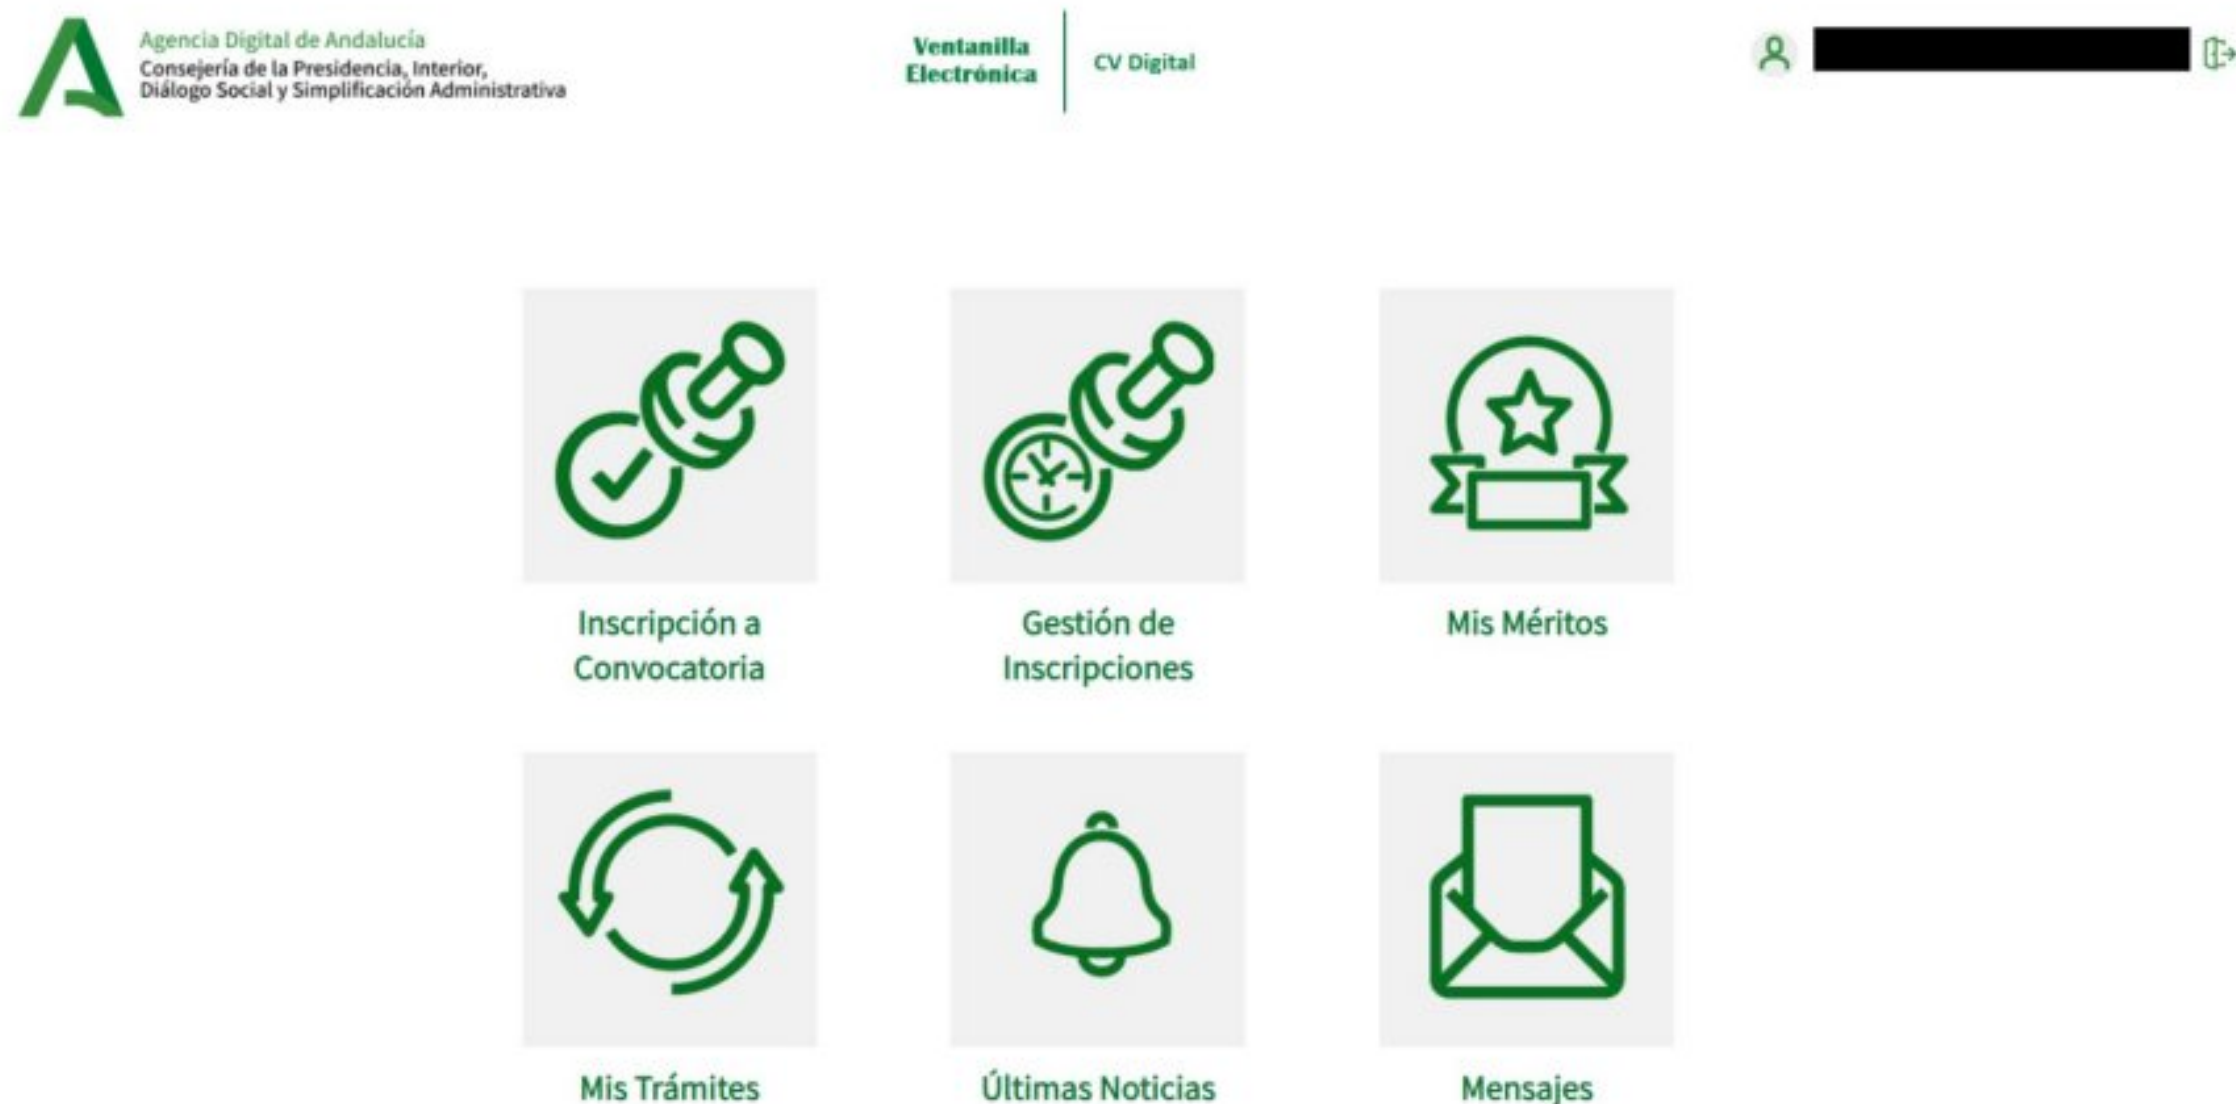 Agencia Digital de Andalucía
Consejería de la Presidencia, Interior,
Diálogo Social y Simplificación Administrativa
Ventanilla
Electrónica
CV Digital
Inscripción a
Convocatoria
Gestión de
Inscripciones
Mis Méritos
Mis Trámites
Últimas Noticias
Mensajes